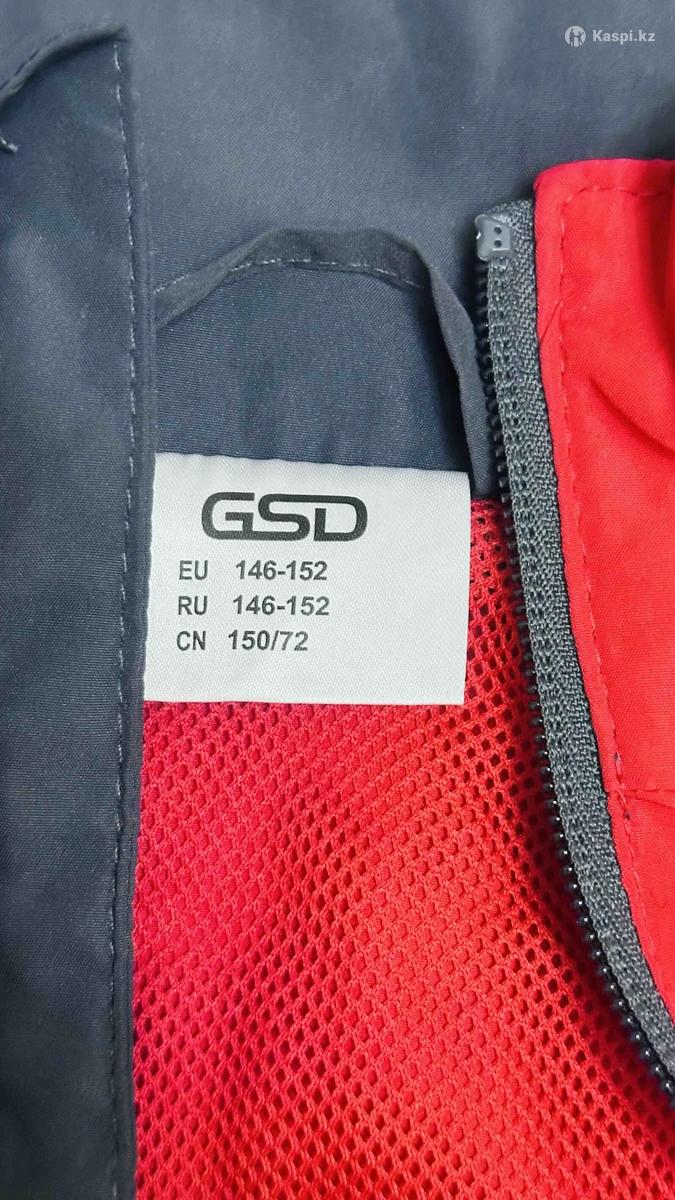 Kaspi.kz
GSD
EU 146-152
RU 146-152
CN 150/72